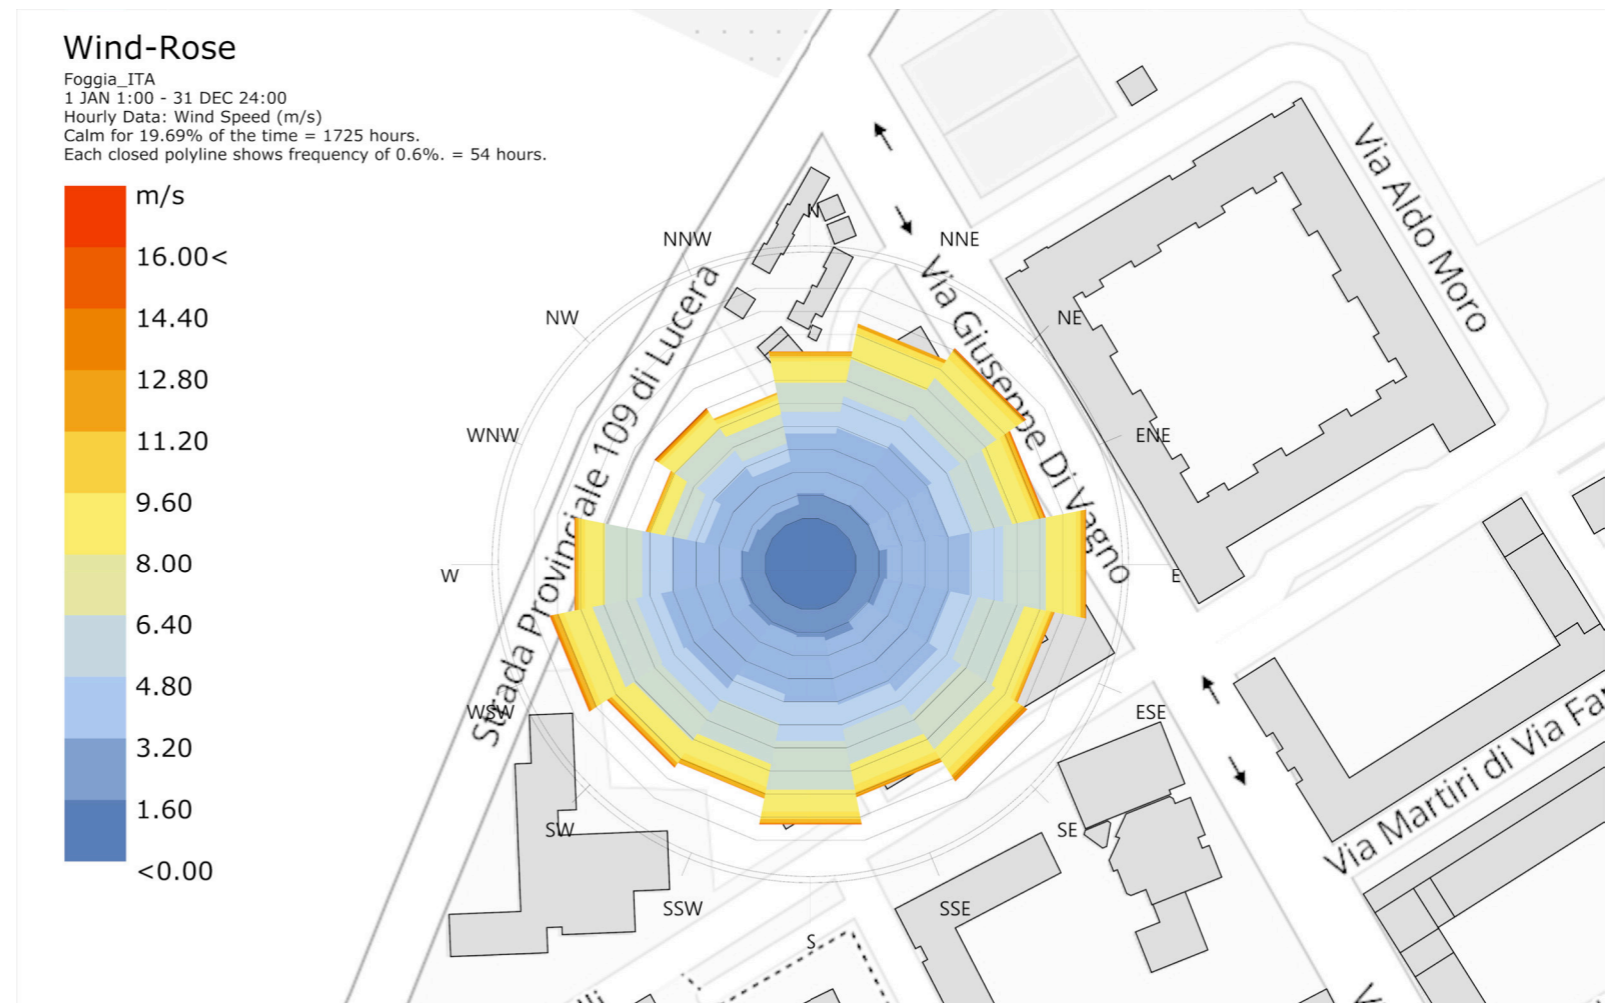 Wind-Rose
Foggia_ITA
1 JAN 1:00 - 31 DEC 24:00
Hourly Data: Wind Speed (m/s)
Calm for 19.69% of the time = 1725 hours.
Each closed polyline shows frequency of 0.6%. = 54 hours.
m/s
16.00<
14.40
12.80
11.20
9.60
8.00
6.40
4.80
3.20
1.60
<0.00
N
NNW
NNE
NW
NE
WNW
ENE
W
E
WSW
ESE
SW
SE
SSW
SSE
S
Strada Provinciale 109 di Lucera
Via Giuseppe Di Vagno
Via Aldo Moro
Via Martiri di Via Far